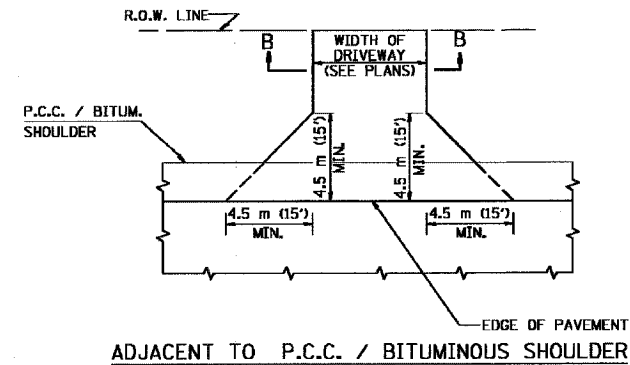 R.O.W. LINE
B
B
WIDTH OF
DRIVEWAY
(SEE PLANS)
P.C.C. / BITUM.
SHOULDER
4.5 m (15')
MIN.
4.5 m (15')
MIN.
4.5 m (15')
MIN.
4.5 m (15')
MIN.
EDGE OF PAVEMENT
ADJACENT TO P.C.C. / BITUMINOUS SHOULDER